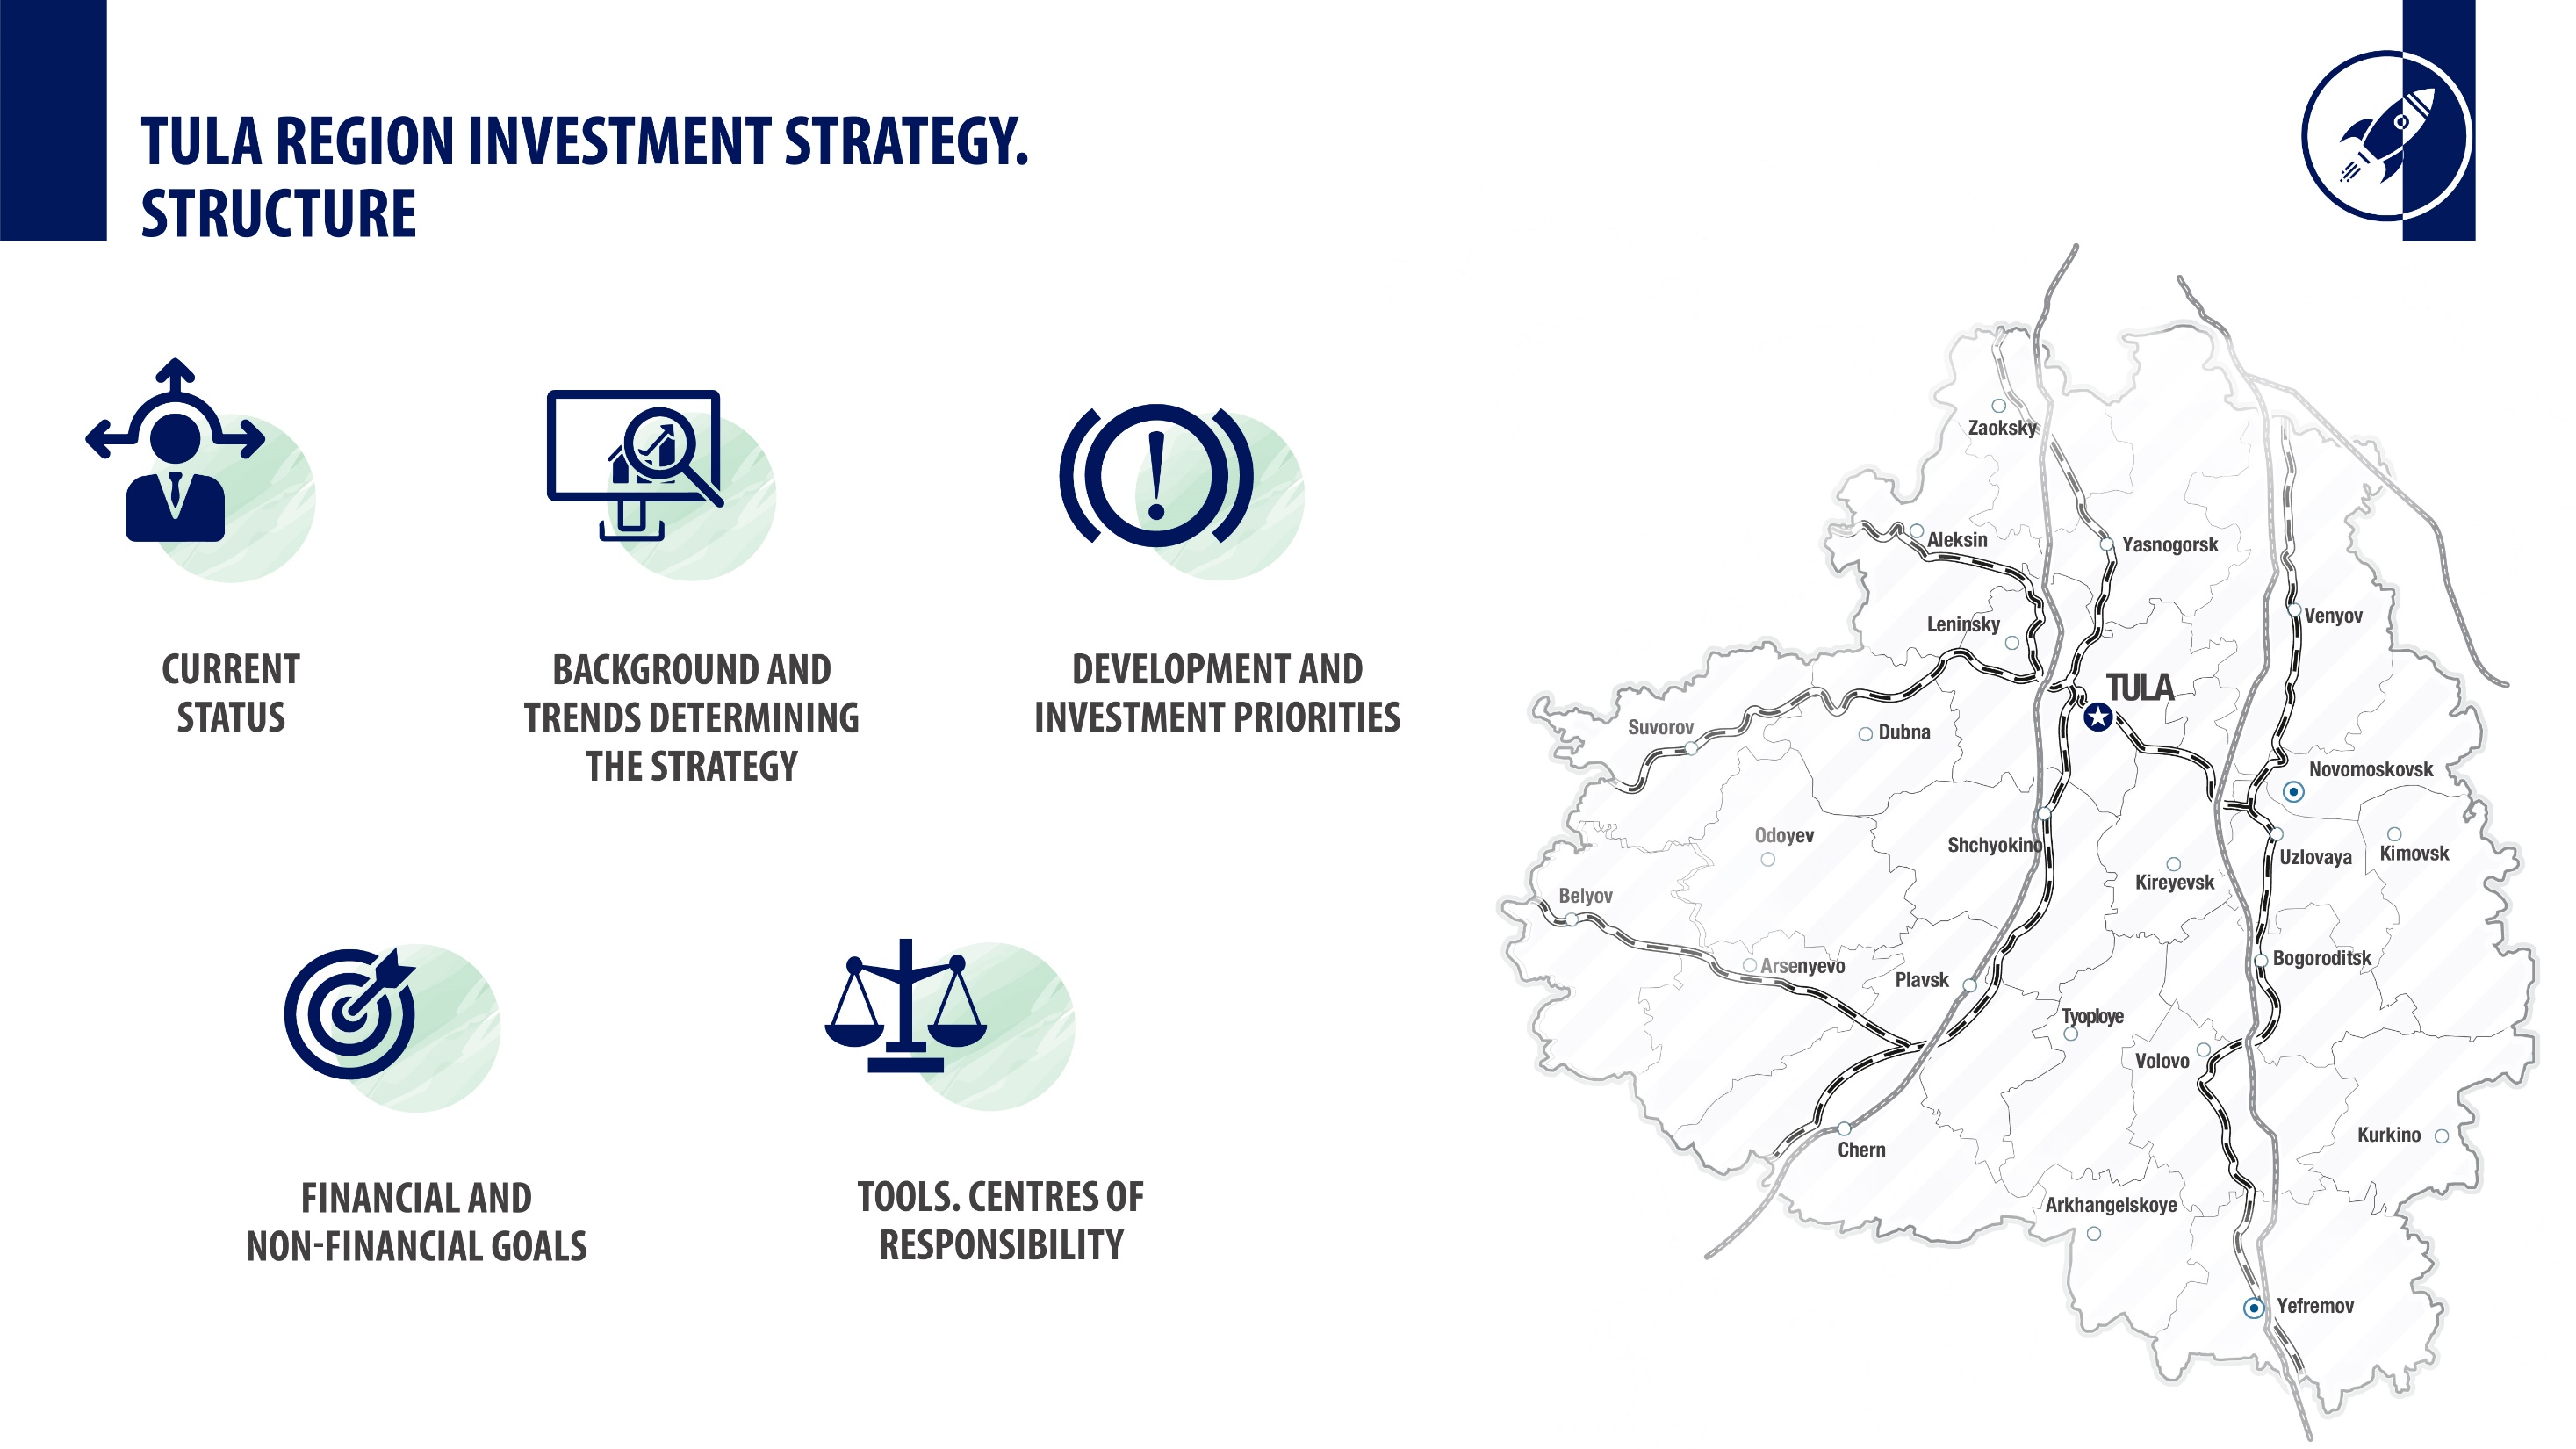 TULA REGION INVESTMENT STRATEGY.
STRUCTURE
CURRENT
STATUS
BACKGROUND AND
TRENDS DETERMINING
THE STRATEGY
DEVELOPMENT AND
INVESTMENT PRIORITIES
FINANCIAL AND
NON-FINANCIAL GOALS
TOOLS. CENTRES OF
RESPONSIBILITY
Zaoksky
Aleksin
Yasnogorsk
Leninsky
Venyov
TULA
Suvorov
Dubna
Novomoskovsk
Odoyev
Shchyokino
Uzlovaya
Kimovsk
Kireyevsk
Belyov
Arsenyevo
Plavsk
Bogoroditsk
Tyoploye
Volovo
Chern
Kurkino
Arkhangelskoye
Yefremov